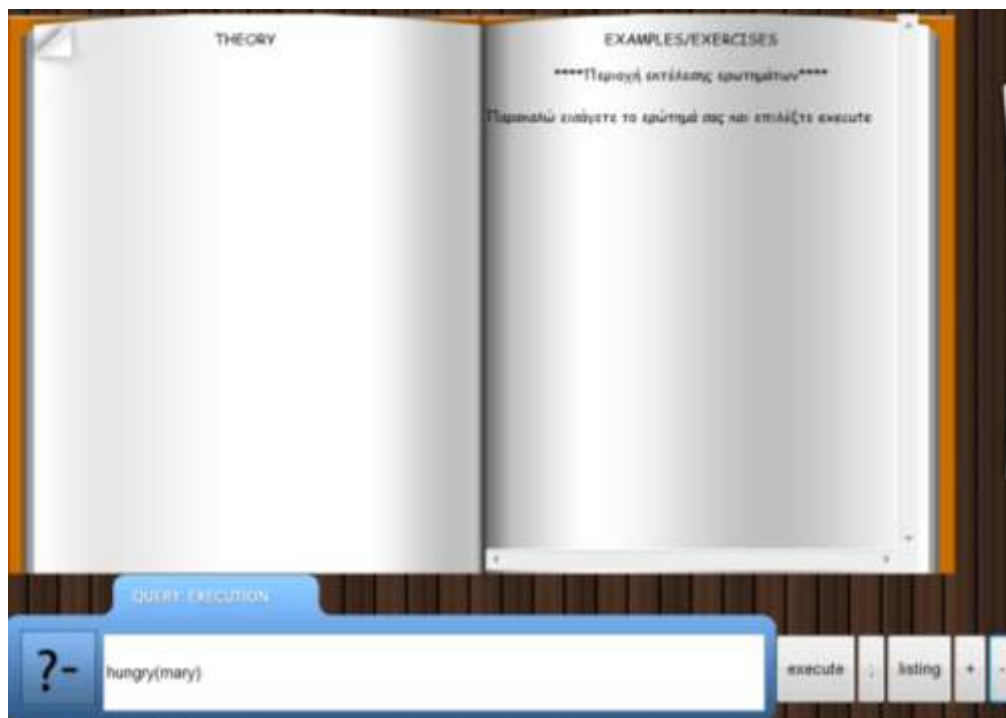 THEORY
EXAMPLES/EXERCISES
****Περιοχή εκτέλεσης ερωτημάτων****
Παρακαλώ εισάγετε το ερώτημά σας και επιλέξτε execute
QUERY EXECUTION
?-
hungry(mary)
execute
;
listing
+
-